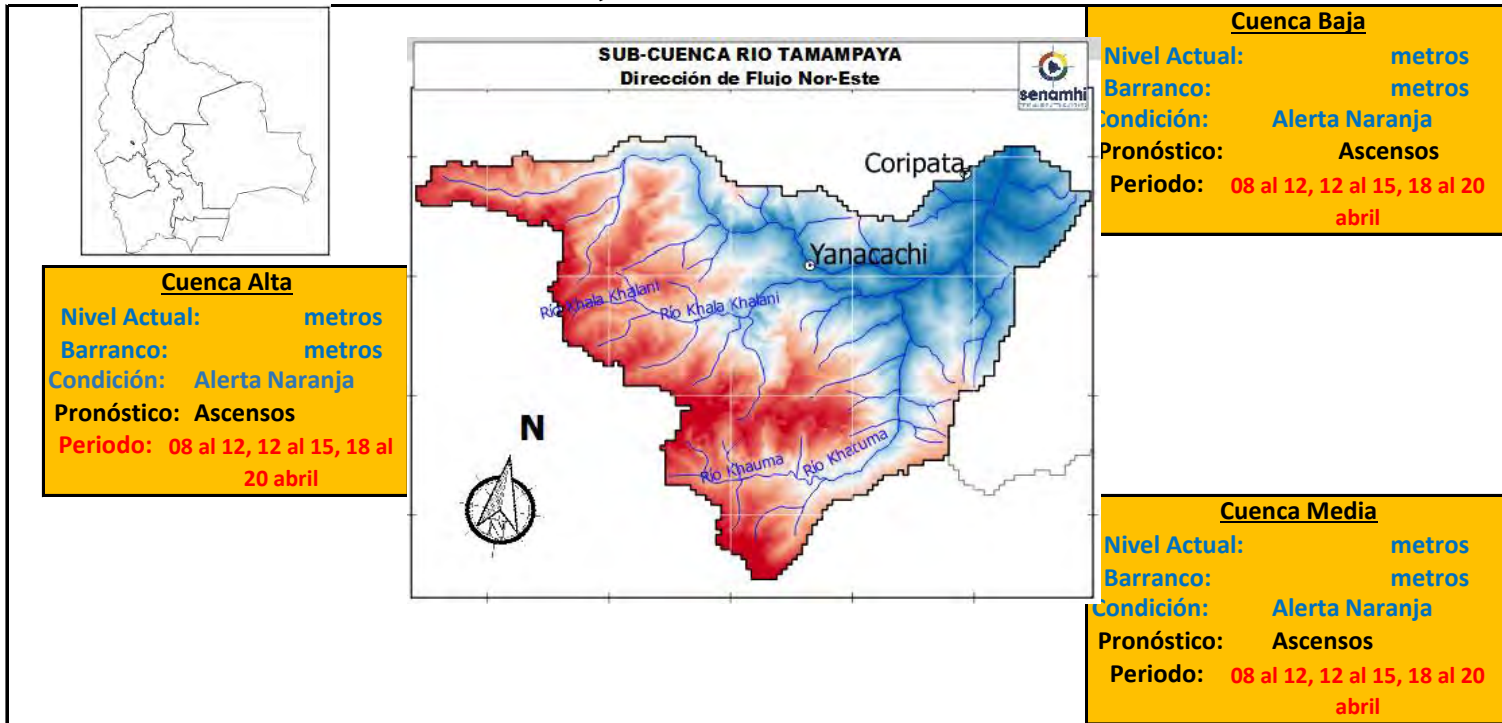 SUB-CUENCA RIO TAMAMPAYA
Dirección de Flujo Nor-Este
senamhi
Coripata
Yanacachi
Río Khala Khalani
Río Khala Khalani
Río Khauma
Río Khatuma
N
Cuenca Alta
Nivel Actual: metros
Barranco: metros
Condición: Alerta Naranja
Pronóstico: Ascensos
Periodo: 08 al 12, 12 al 15, 18 al
20 abril
Cuenca Baja
Nivel Actual: metros
Barranco: metros
Condición: Alerta Naranja
Pronóstico: Ascensos
Periodo: 08 al 12, 12 al 15, 18 al 20
abril
Cuenca Media
Nivel Actual: metros
Barranco: metros
Condición: Alerta Naranja
Pronóstico: Ascensos
Periodo: 08 al 12, 12 al 15, 18 al 20
abril